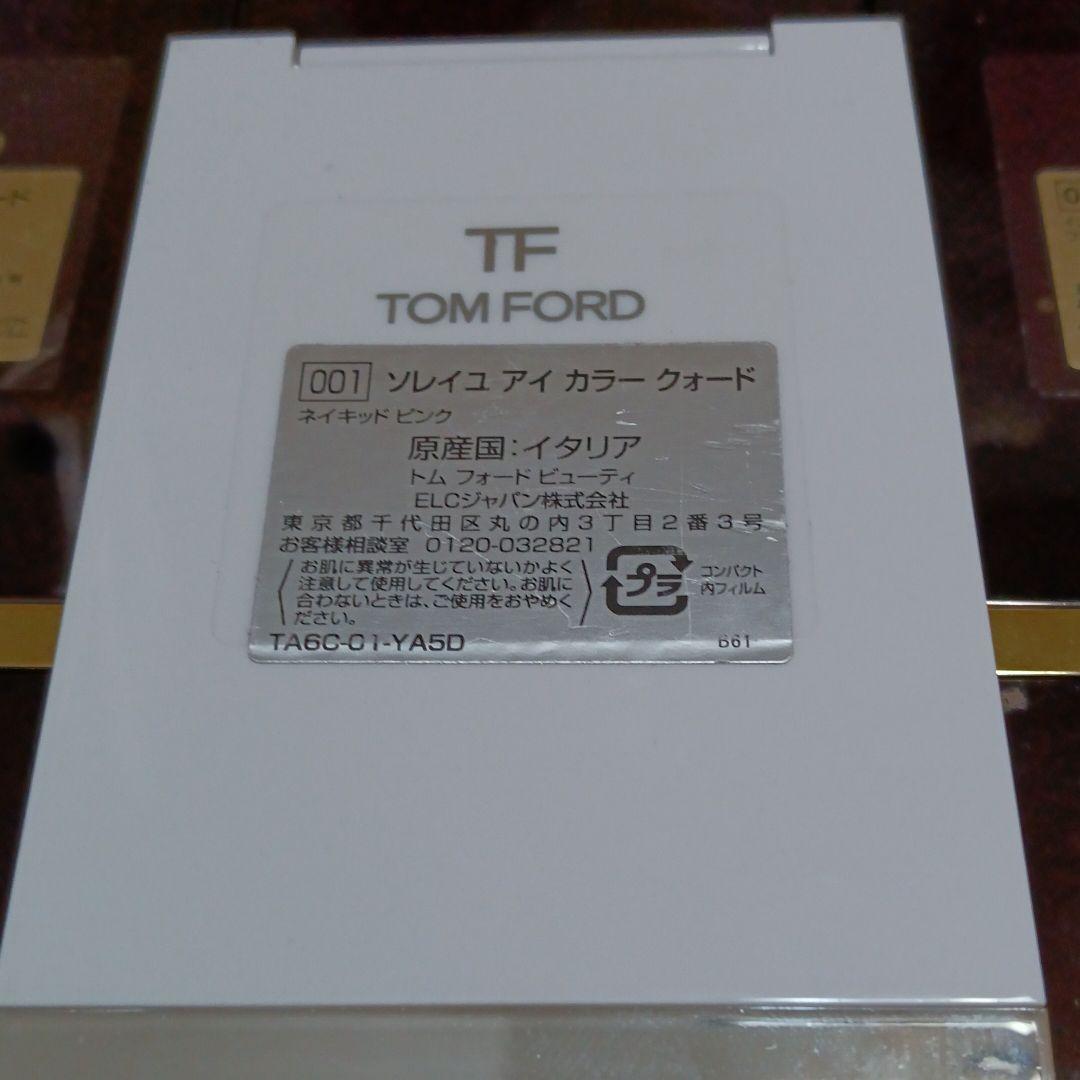 TF
TOM FORD
001 ソレイユ アイ カラー クォード
ネイキッド ピンク
原産国:イタリア
トム フォード ビューティ
ELCジャパン株式会社
東京都千代田区丸の内3丁目2番3号
お客様相談室 0120-032821
お肌に異常が生じていないかよく
注意して使用してください。お肌に
合わないときは、ご使用をおやめく
ださい。
プラ
コンパクト
内フィルム
TA6C-01-YA5D
B61